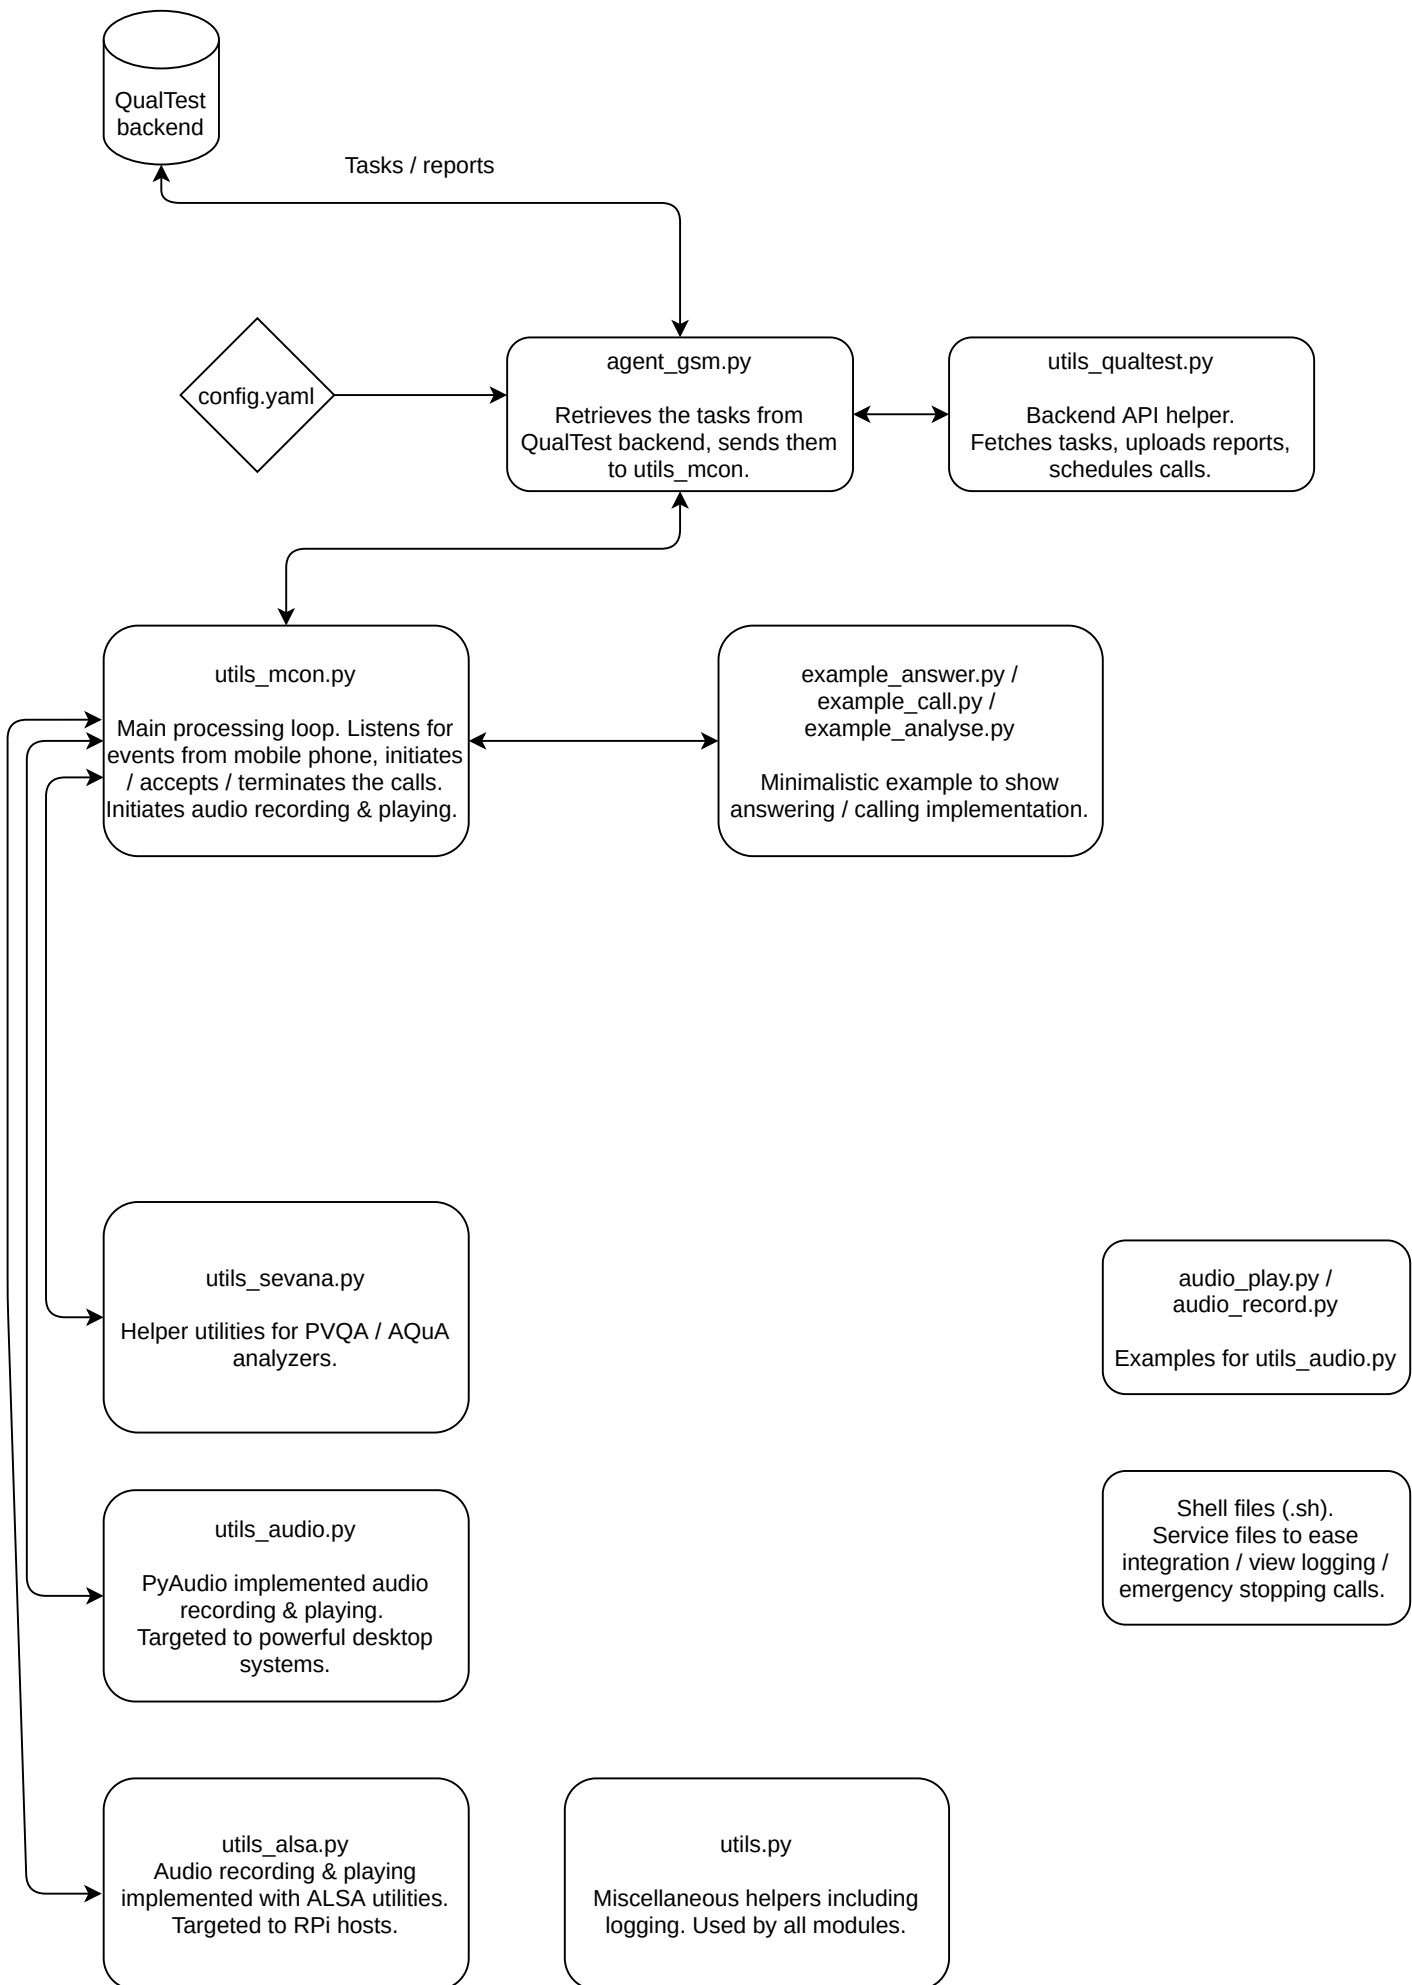 QualTest
backend
Tasks / reports
config.yaml
agent_gsm.py
Retrieves the tasks from
QualTest backend, sends them
to utils_mcon.
utils_qualtest.py
Backend API helper.
Fetches tasks, uploads reports,
schedules calls.
utils_mcon.py
Main processing loop. Listens for
events from mobile phone, initiates
/ accepts / terminates the calls.
Initiates audio recording & playing.
example_answer.py /
example_call.py /
example_analyse.py
Minimalistic example to show
answering / calling implementation.
utils_sevana.py
Helper utilities for PVQA / AQuA
analyzers.
audio_play.py /
audio_record.py
Examples for utils_audio.py
utils_audio.py
PyAudio implemented audio
recording & playing.
Targeted to powerful desktop
systems.
Shell files (.sh).
Service files to ease
integration / view logging /
emergency stopping calls.
utils_alsa.py
Audio recording & playing
implemented with ALSA utilities.
Targeted to RPi hosts.
utils.py
Miscellaneous helpers including
logging. Used by all modules.